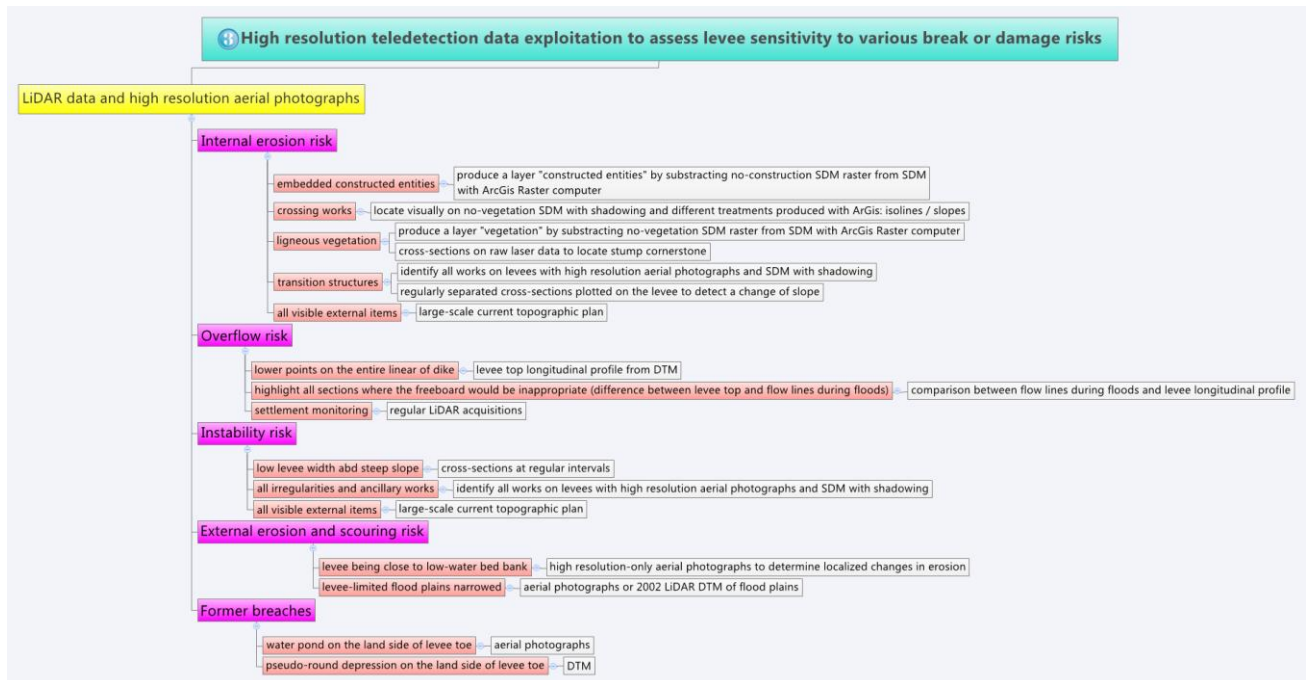 High resolution teledetection data exploitation to assess levee sensitivity to various break or damage risks
LiDAR data and high resolution aerial photographs
Internal erosion risk
embedded constructed entities
produce a layer "constructed entities" by substracting no-construction SDM raster from SDM
with ArcGis Raster computer
crossing works
locate visually on no-vegetation SDM with shadowing and different treatments produced with ArGis: isolines / slopes
ligneous vegetation
produce a layer "vegetation" by substracting no-vegetation SDM raster from SDM with ArcGis Raster computer
cross-sections on raw laser data to locate stump cornerstone
transition structures
identify all works on levees with high resolution aerial photographs and SDM with shadowing
regularly separated cross-sections plotted on the levee to detect a change of slope
all visible external items
large-scale current topographic plan
Overflow risk
lower points on the entire linear of dike
levee top longitudinal profile from DTM
highlight all sections where the freeboard would be inappropriate (difference between levee top and flow lines during floods)
comparison between flow lines during floods and levee longitudinal profile
settlement monitoring
regular LiDAR acquisitions
Instability risk
low levee width abd steep slope
cross-sections at regular intervals
all irregularities and ancillary works
identify all works on levees with high resolution aerial photographs and SDM with shadowing
all visible external items
large-scale current topographic plan
External erosion and scouring risk
levee being close to low-water bed bank
high resolution-only aerial photographs to determine localized changes in erosion
levee-limited flood plains narrowed
aerial photographs or 2002 LiDAR DTM of flood plains
Former breaches
water pond on the land side of levee toe
aerial photographs
pseudo-round depression on the land side of levee toe
DTM